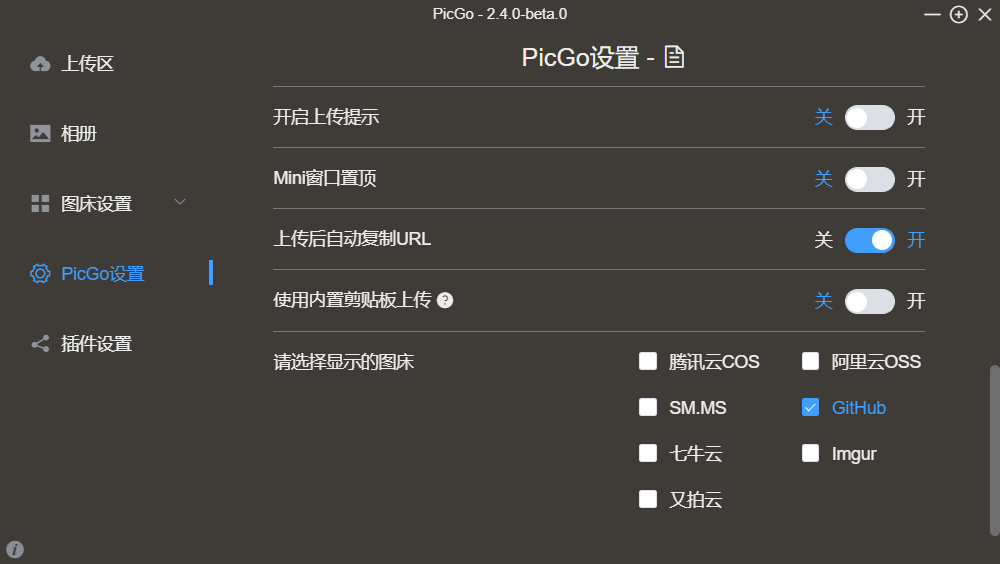 PicGo - 2.4.0-beta.0
上传区
相册
图床设置
PicGo设置
插件设置
PicGo设置 -
开启上传提示 关 开
Mini窗口置顶 关 开
上传后自动复制URL 关 开
使用内置剪贴板上传 ? 关 开
请选择显示的图床 腾讯云COS 阿里云OSS
SM.MS GitHub
七牛云 Imgur
又拍云